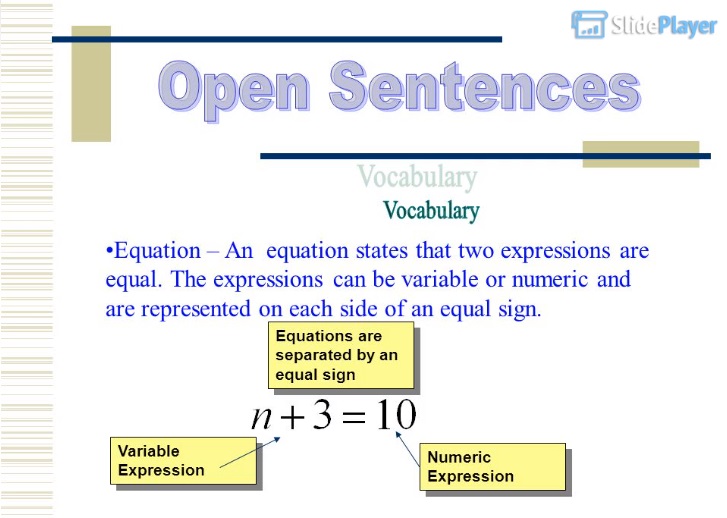 SlidePlayer
Open Sentences
Vocabulary
Vocabulary
•Equation – An equation states that two expressions are
equal. The expressions can be variable or numeric and
are represented on each side of an equal sign.
Equations are
separated by an
equal sign
n + 3 = 10
Variable
Expression
Numeric
Expression